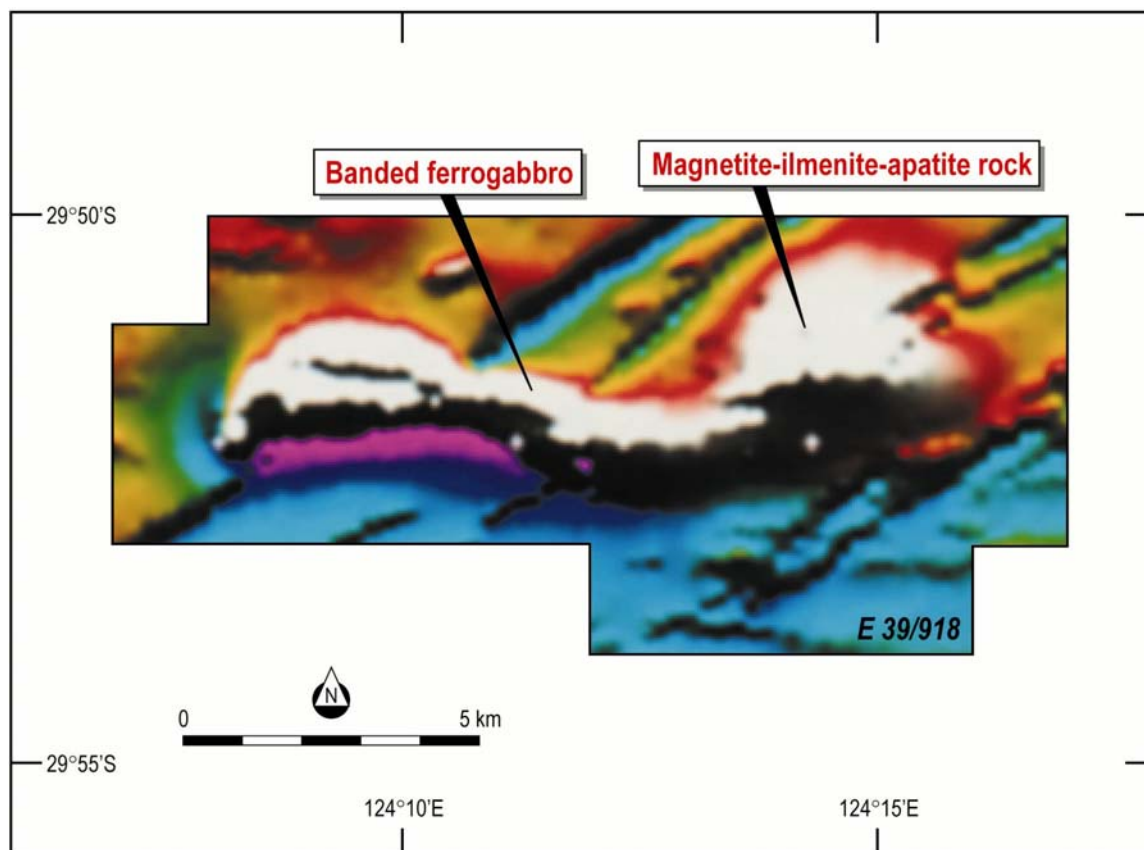 29°50'S
Banded ferrogabbro
Magnetite-ilmenite-apatite rock
E 39/918
N
0 5 km
29°55'S
124°10'E 124°15'E